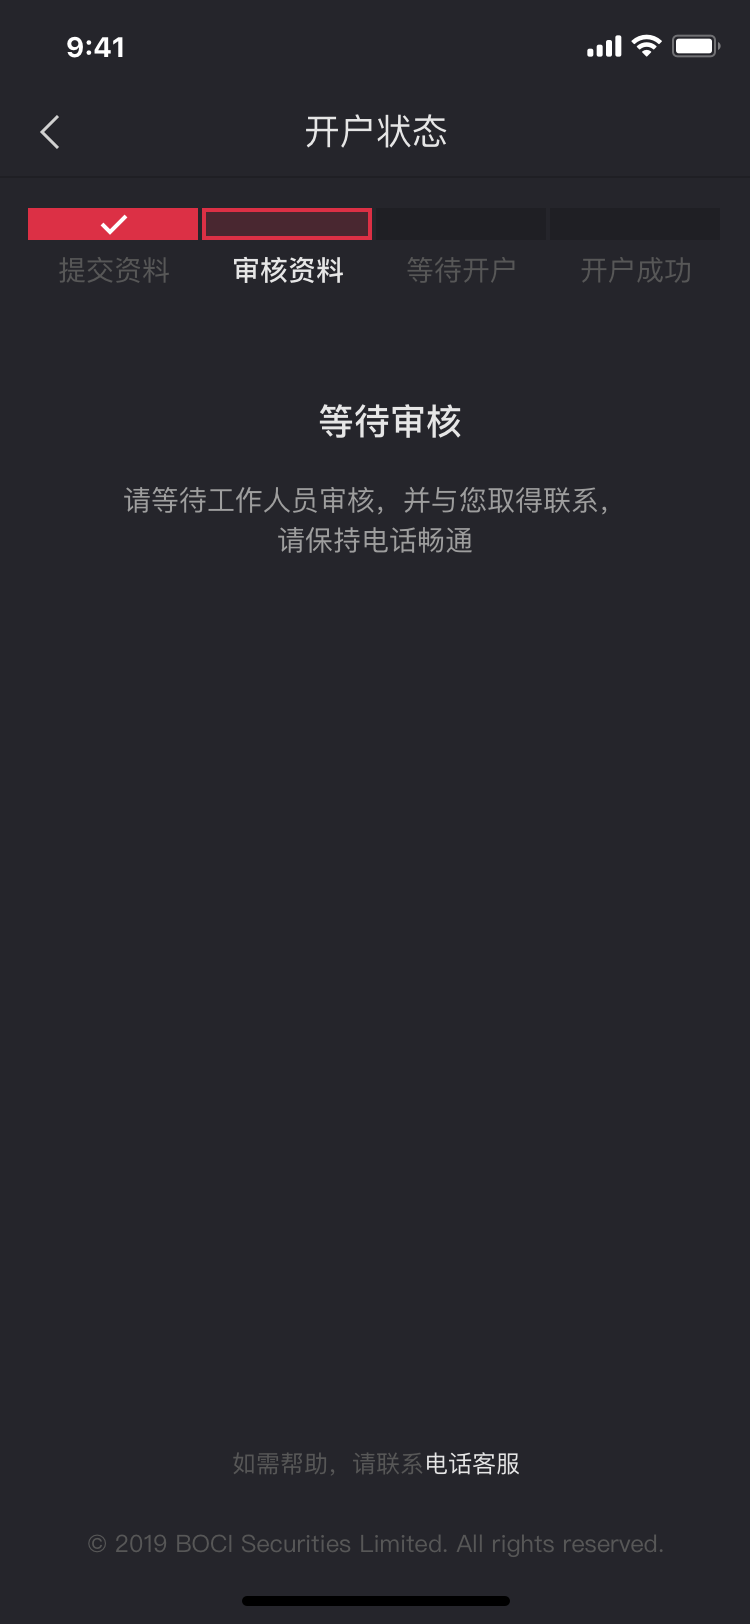 9:41
开户状态
提交资料 审核资料 等待开户 开户成功
等待审核
请等待工作人员审核，并与您取得联系，
请保持电话畅通
如需帮助，请联系电话客服
© 2019 BOCI Securities Limited. All rights reserved.